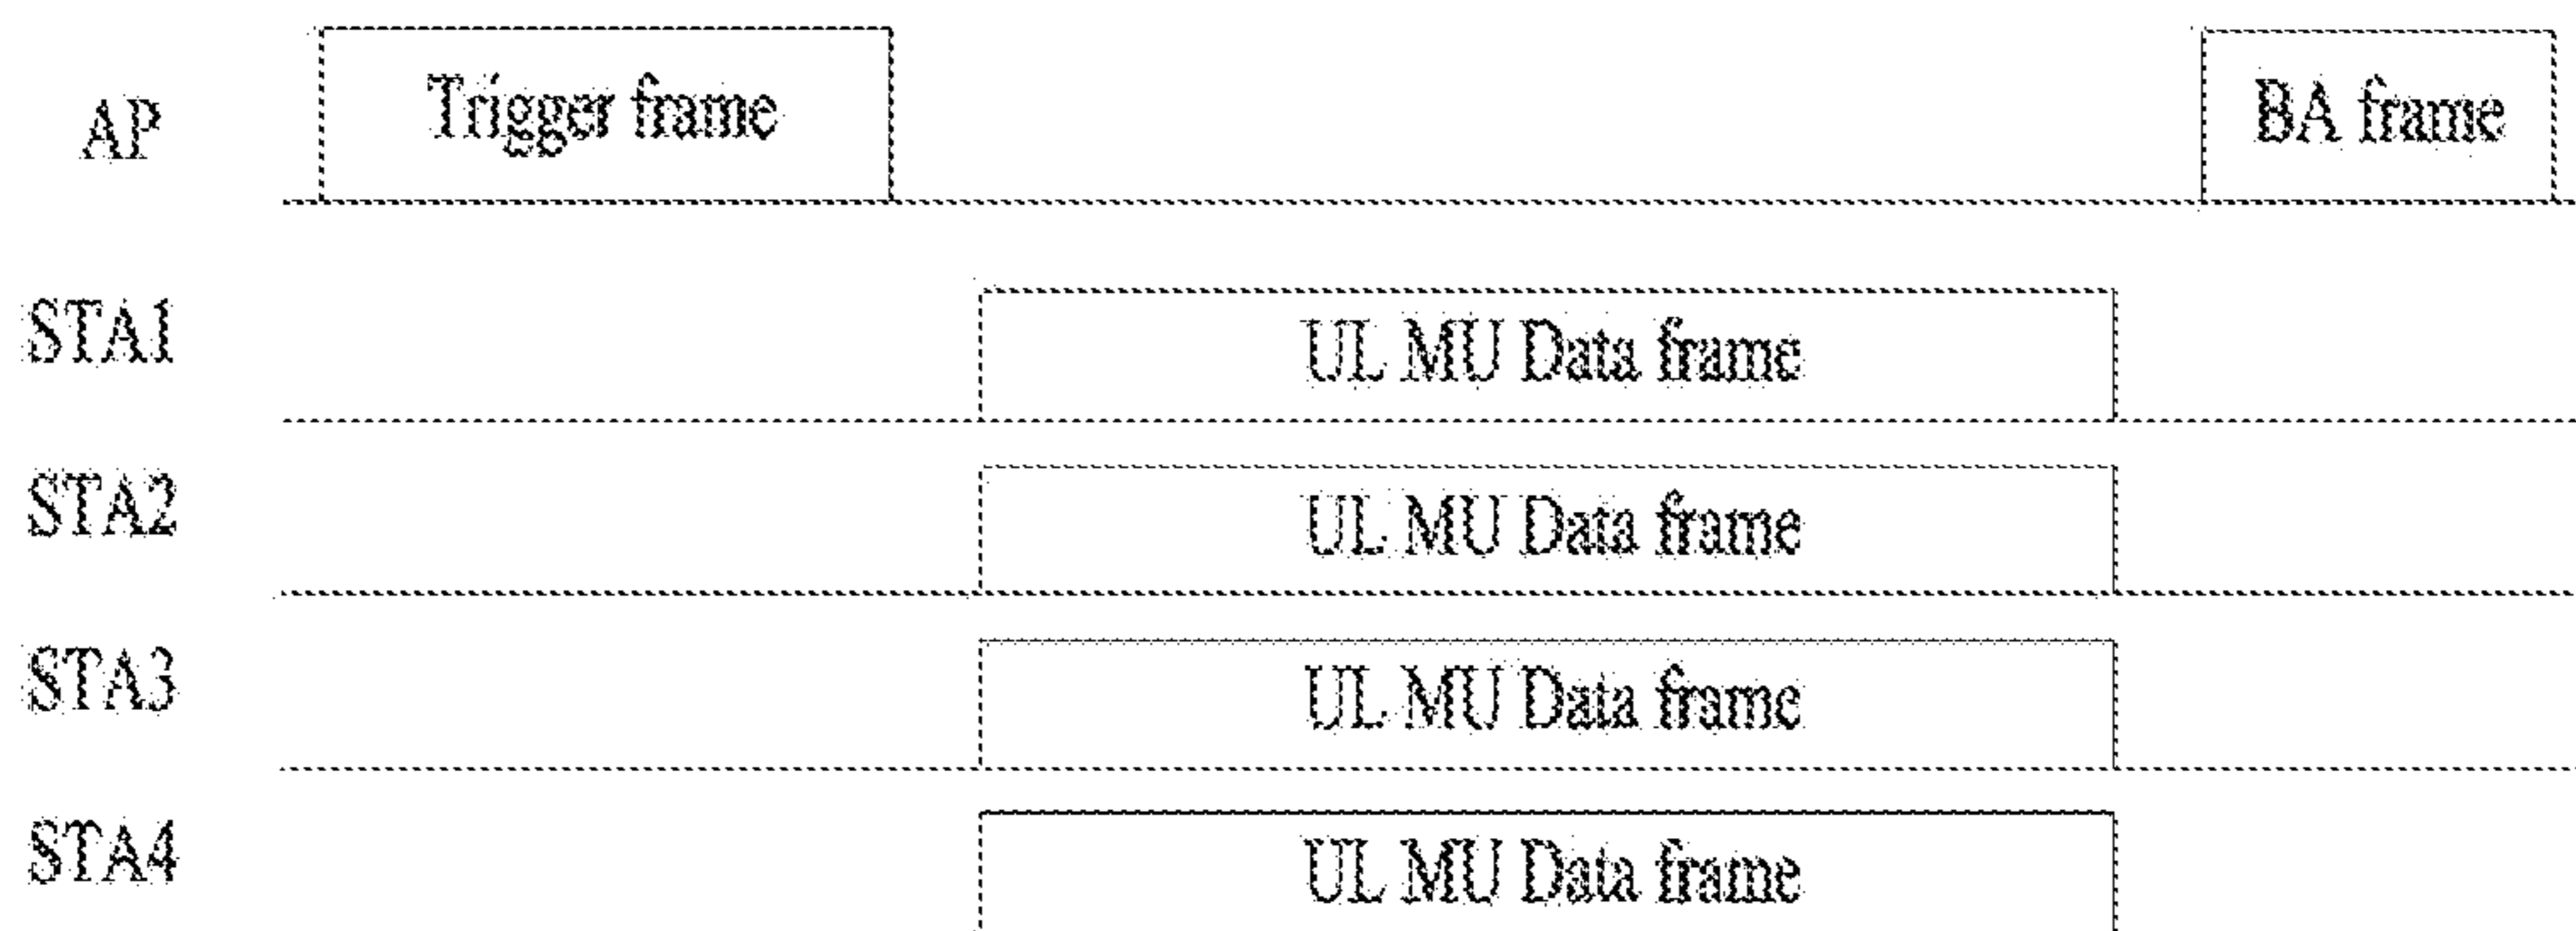 AP Trigger frame BA frame
STA1 UL MU Data frame
STA2 UL MU Data frame
STA3 UL MU Data frame
STA4 UL MU Data frame